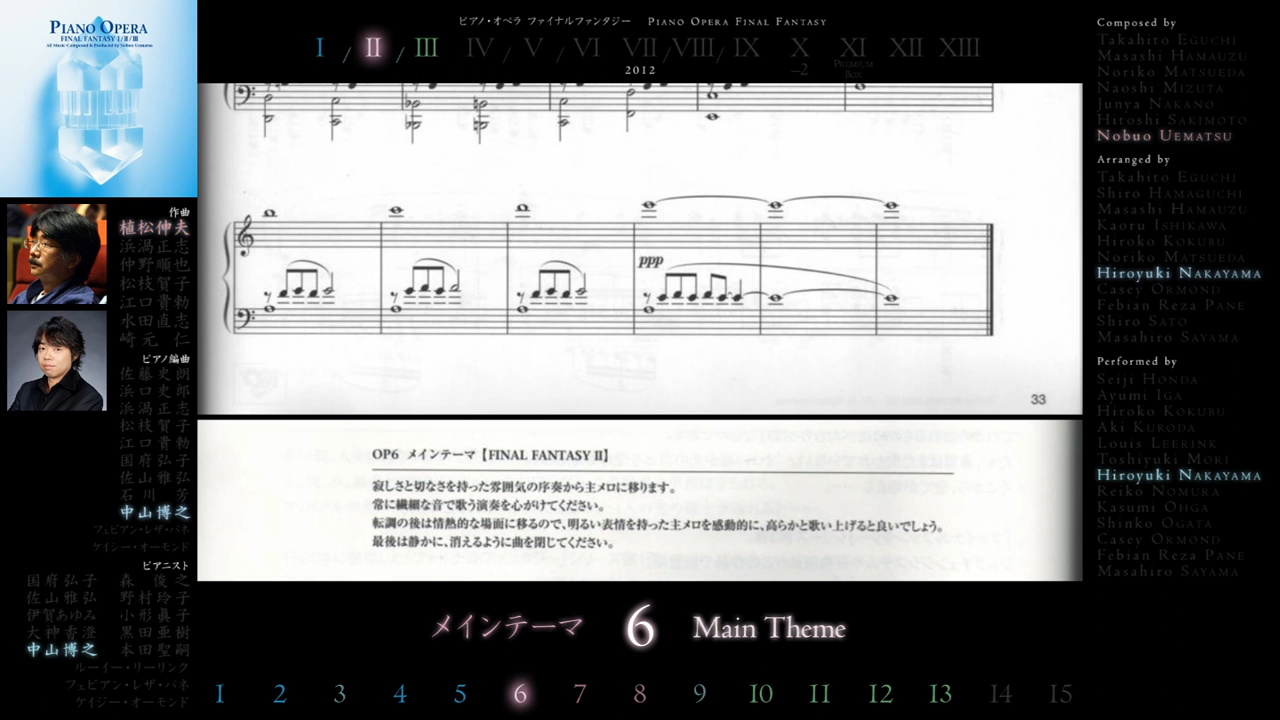 PIANO OPERA
FINAL FANTASY I/II/III
All Music Composed & Produced by Nobuo Uematsu
ピアノ・オペラ ファイナルファンタジー PIANO OPERA FINAL FANTASY
I / II / III IV / V / VI VII / VIII / IX X XI XII XIII
2012
–2 PREMIUM BOX
ppp
33
OP6 メインテーマ【FINAL FANTASY II】
寂しさと切なさを持った雰囲気の序奏から主メロに移ります。
常に繊細な音で歌う演奏を心がけてください。
転調の後は情熱的な場面に移るので、明るい表情を持った主メロを感動的に、高らかと歌い上げると良いでしょう。
最後は静かに、消えるように曲を閉じてください。
メインテーマ 6 Main Theme
1 2 3 4 5 6 7 8 9 10 11 12 13 14 15
作曲
植松伸夫
浜渦正志
仲野順也
松枝賀子
江口貴勅
水田直志
崎元 仁
ピアノ編曲
佐藤史朗
浜口史郎
浜渦正志
松枝賀子
江口貴勅
国府弘子
佐山雅弘
石川 芳
中山博之
フェビアン・レザ・パネ
ケイシー・オーモンド
ピアニスト
国府弘子 森 俊之
佐山雅弘 野村玲子
伊賀あゆみ 小形眞子
大神香澄 黒田亜樹
中山博之 本田聖嗣
ルーイー・リーリンク
フェビアン・レザ・パネ
ケイジー・オーモンド
Composed by
Takahito EGUCHI
Masashi HAMAUZU
Noriko MATSUEDA
Naoshi MIZUTA
Junya NAKANO
Hitoshi SAKIMOTO
Nobuo UEMATSU
Arranged by
Takahito EGUCHI
Shiro HAMAGUCHI
Masashi HAMAUZU
Kaoru ISHIKAWA
Hiroko KOKUBU
Noriko MATSUEDA
Hiroyuki NAKAYAMA
Casey ORMOND
Febian Reza PANE
Shiro SATO
Masahiro SAYAMA
Performed by
Seiji HONDA
Ayumi IGA
Hiroko KOKUBU
Aki KURODA
Louis LEERINK
Toshiyuki MORI
Hiroyuki NAKAYAMA
Reiko NOMURA
Kasumi OHGA
Shinko OGATA
Casey ORMOND
Febian Reza PANE
Masahiro SAYAMA